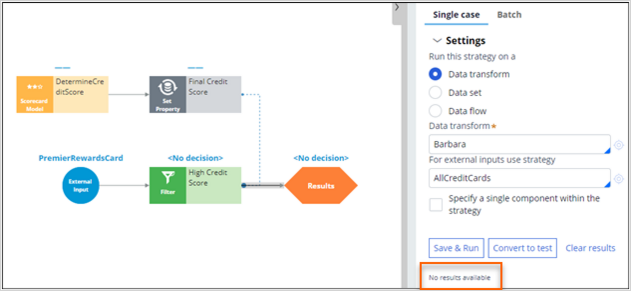 Single case
Batch
Settings
Run this strategy on a
Data transform
Data set
Data flow
Data transform★
Barbara
For external inputs use strategy
AllCreditCards
Specify a single component within the
strategy
Save & Run
Convert to test
Clear results
No results available
DetermineCre
ditScore
Scorecard
Model
Final Credit
Score
Set
Property
PremierRewardsCard
External
Input
<No decision>
High Credit
Score
Filter
<No decision>
Results